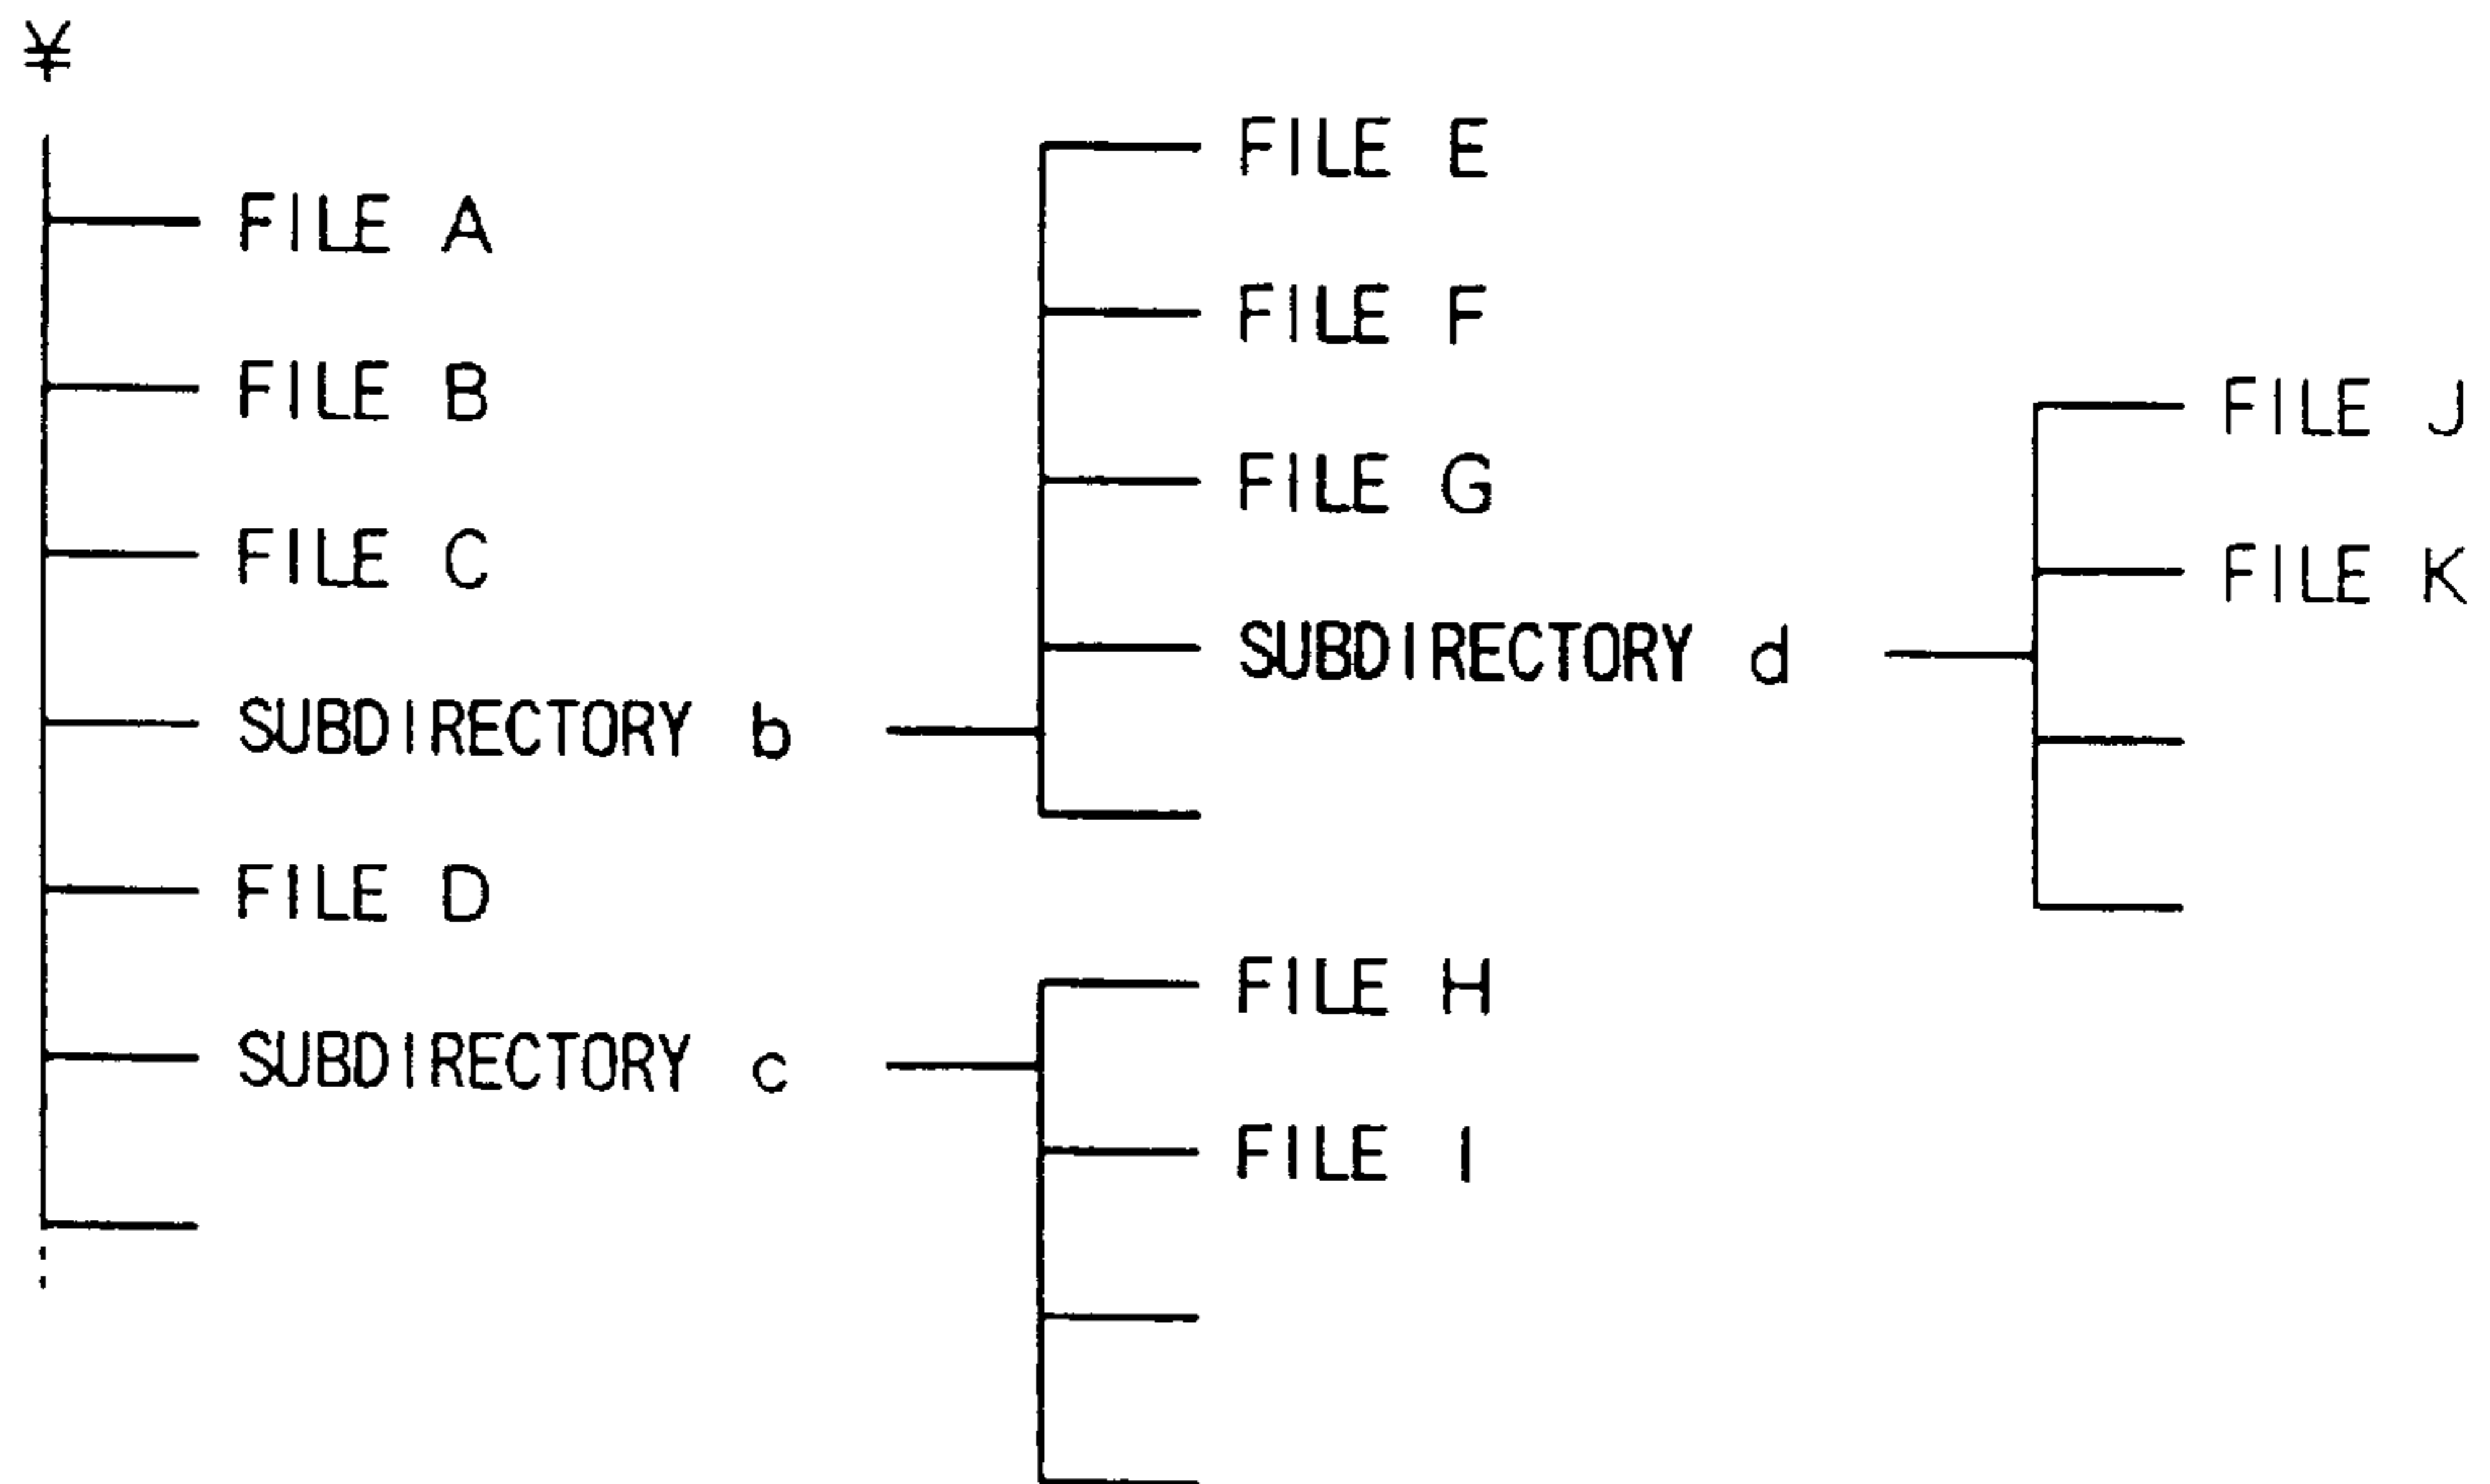 ¥
FILE A
FILE B
FILE C
SUBDIRECTORY b
FILE D
SUBDIRECTORY c
FILE E
FILE F
FILE G
SUBDIRECTORY d
FILE H
FILE I
FILE J
FILE K